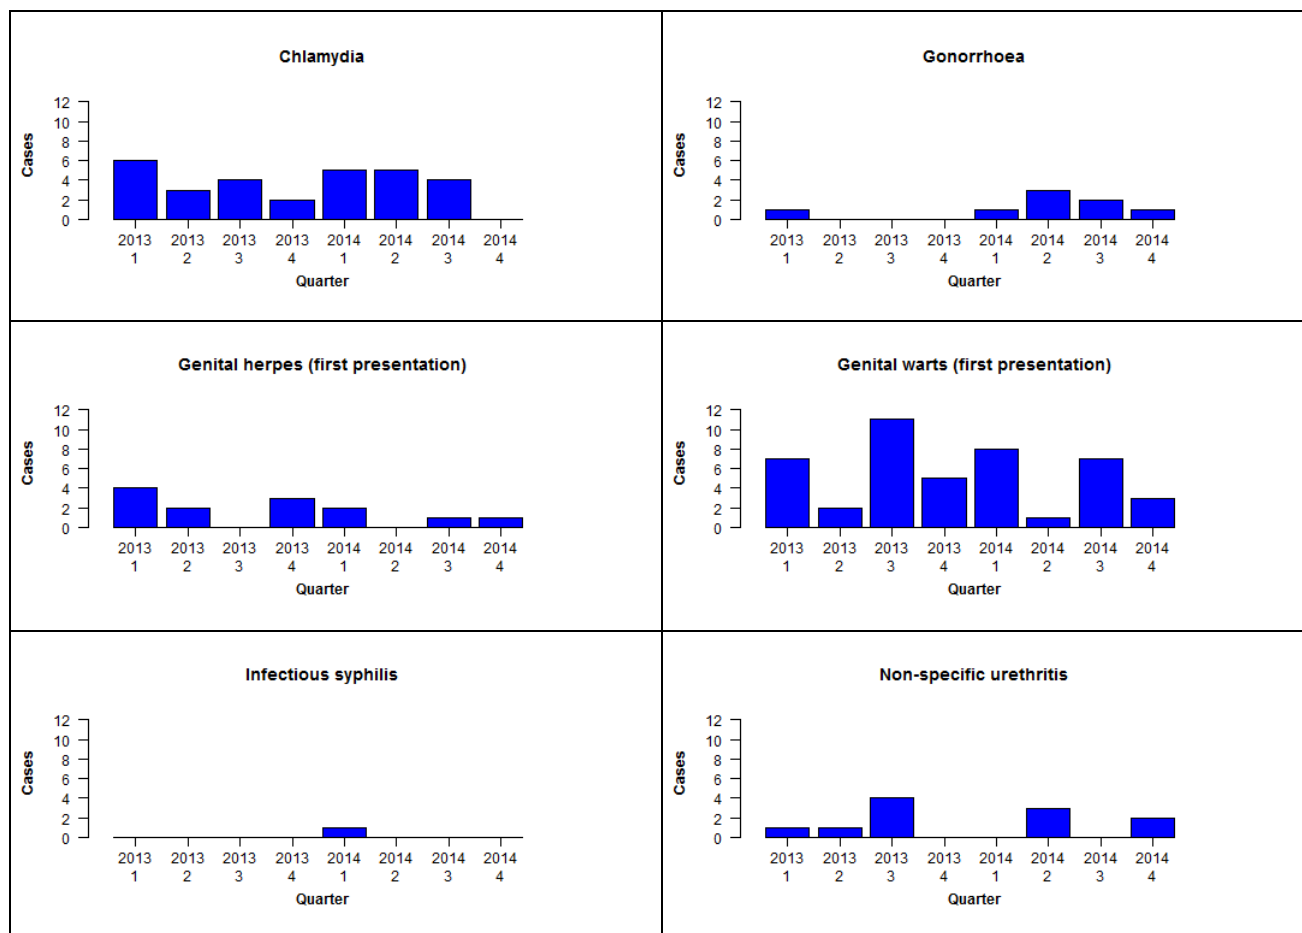 Chlamydia
12
10
8
6
4
2
0
Cases
2013 2013 2013 2013 2014 2014 2014 2014
1 2 3 4 1 2 3 4
Quarter
Gonorrhoea
12
10
8
6
4
2
0
Cases
2013 2013 2013 2013 2014 2014 2014 2014
1 2 3 4 1 2 3 4
Quarter
Genital herpes (first presentation)
12
10
8
6
4
2
0
Cases
2013 2013 2013 2013 2014 2014 2014 2014
1 2 3 4 1 2 3 4
Quarter
Genital warts (first presentation)
12
10
8
6
4
2
0
Cases
2013 2013 2013 2013 2014 2014 2014 2014
1 2 3 4 1 2 3 4
Quarter
Infectious syphilis
12
10
8
6
4
2
0
Cases
2013 2013 2013 2013 2014 2014 2014 2014
1 2 3 4 1 2 3 4
Quarter
Non-specific urethritis
12
10
8
6
4
2
0
Cases
2013 2013 2013 2013 2014 2014 2014 2014
1 2 3 4 1 2 3 4
Quarter